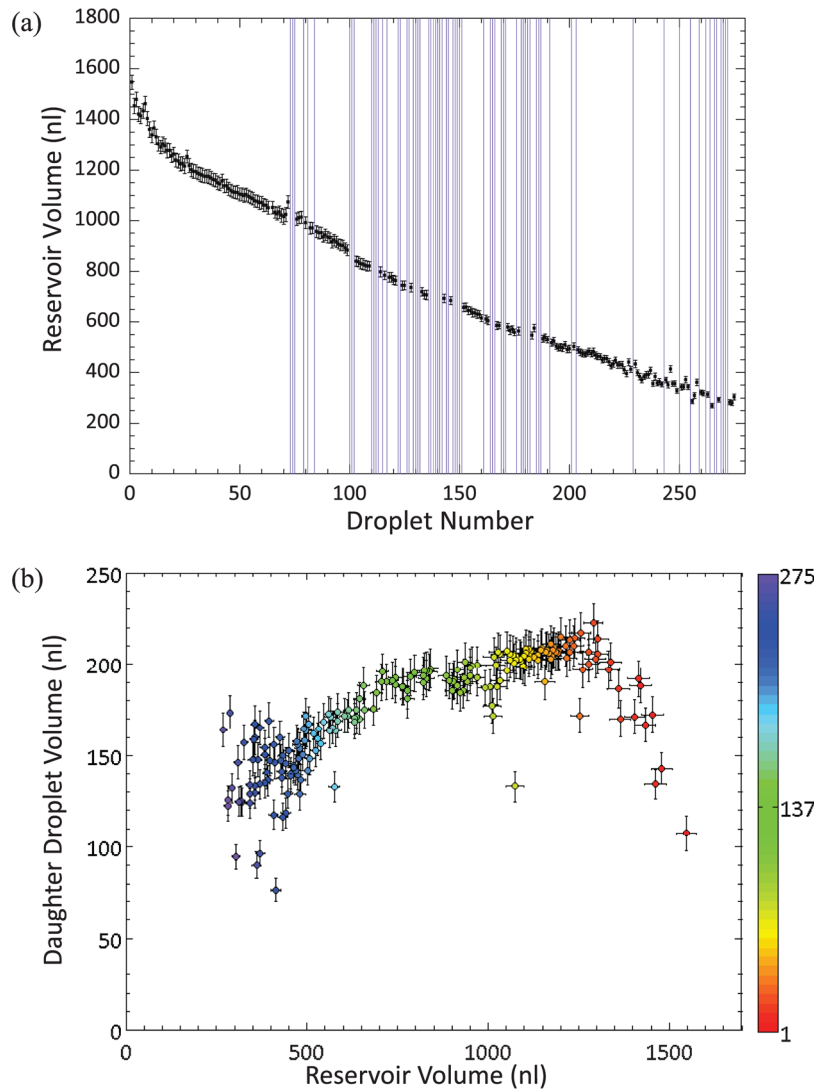 (a)
1800
1600
1400
1200
1000
800
600
400
200
0
Reservoir Volume (nl)
0 50 100 150 200 250
Droplet Number
(b)
250
200
150
100
50
0
Daughter Droplet Volume (nl)
0 500 1000 1500
Reservoir Volume (nl)
275
137
1